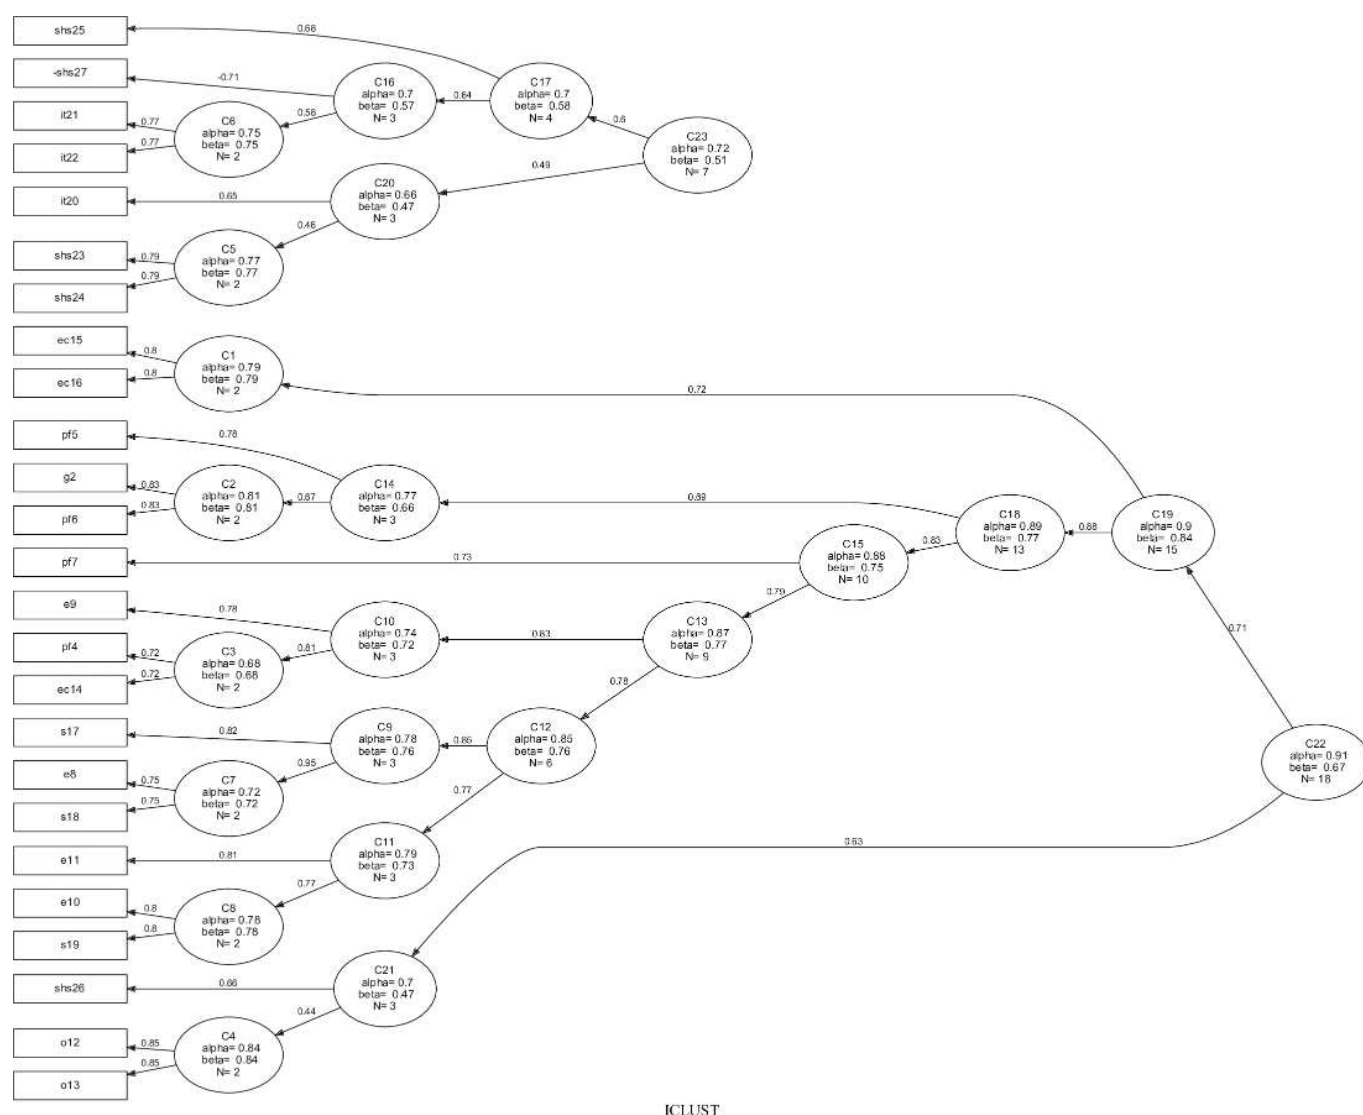 shs25
0.68
-shs27
-0.71
C16
alpha= 0.7
beta= 0.57
N= 3
C17
alpha= 0.7
beta= 0.58
N= 4
0.64
0.6
it21
0.77
C6
alpha= 0.75
beta= 0.75
N= 2
0.58
it22
0.77
C23
alpha= 0.72
beta= 0.51
N= 7
0.49
it20
0.65
C20
alpha= 0.66
beta= 0.47
N= 3
0.46
shs23
0.79
C5
alpha= 0.77
beta= 0.77
N= 2
shs24
0.79
ec15
0.8
C1
alpha= 0.79
beta= 0.79
N= 2
ec16
0.8
0.72
pf5
0.78
g2
0.83
C2
alpha= 0.81
beta= 0.81
N= 2
0.67
C14
alpha= 0.77
beta= 0.66
N= 3
0.69
pf6
0.83
C18
alpha= 0.89
beta= 0.77
N= 13
0.88
C19
alpha= 0.9
beta= 0.84
N= 15
pf7
0.73
C15
alpha= 0.88
beta= 0.75
N= 10
0.83
0.79
e9
0.78
C10
alpha= 0.74
beta= 0.72
N= 3
0.83
C13
alpha= 0.87
beta= 0.77
N= 9
0.71
pf4
0.72
C3
alpha= 0.68
beta= 0.68
N= 2
0.81
ec14
0.72
0.78
s17
0.82
C9
alpha= 0.78
beta= 0.76
N= 3
0.85
C12
alpha= 0.85
beta= 0.76
N= 6
C22
alpha= 0.91
beta= 0.67
N= 18
e8
0.75
C7
alpha= 0.72
beta= 0.72
N= 2
0.95
s18
0.75
0.77
e11
0.81
C11
alpha= 0.79
beta= 0.73
N= 3
0.63
0.77
e10
0.8
C8
alpha= 0.78
beta= 0.78
N= 2
s19
0.8
shs26
0.66
C21
alpha= 0.7
beta= 0.47
N= 3
0.44
o12
0.85
C4
alpha= 0.84
beta= 0.84
N= 2
o13
0.85
ICLUST